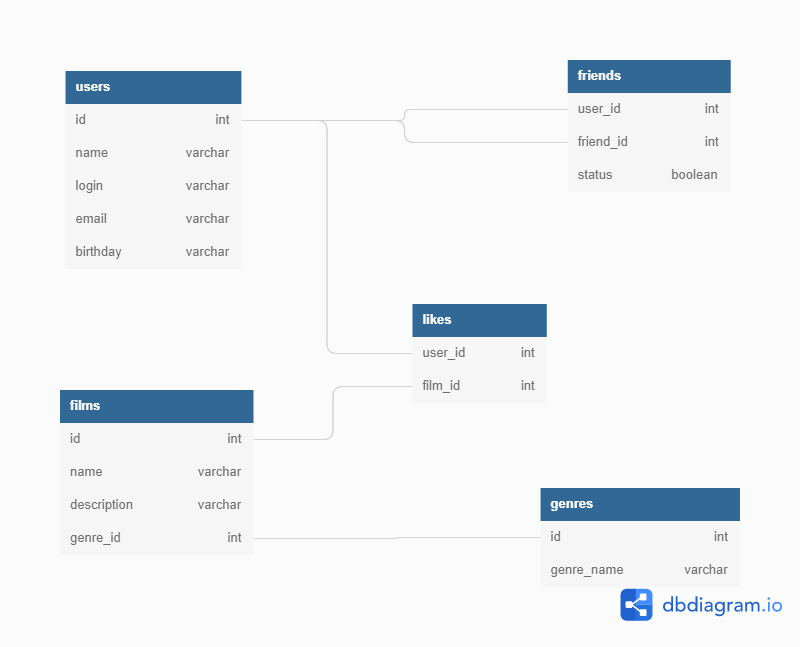 users
id int
name varchar
login varchar
email varchar
birthday varchar
friends
user_id int
friend_id int
status boolean
likes
user_id int
film_id int
films
id int
name varchar
description varchar
genre_id int
genres
id int
genre_name varchar
dbdiagram.io